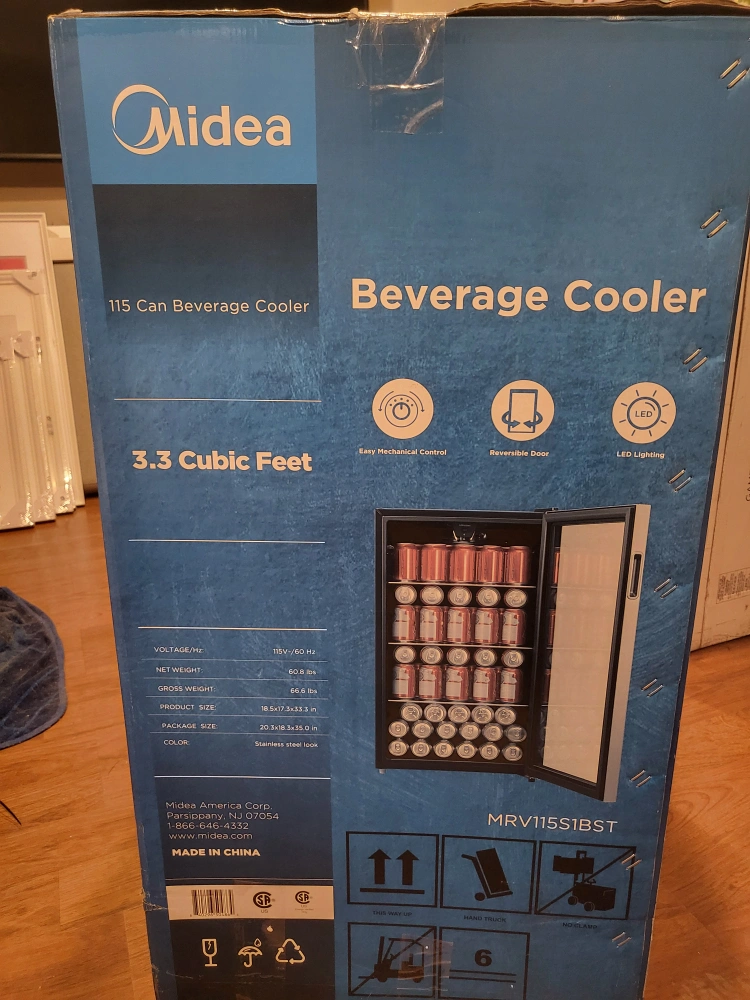 Midea
115 Can Beverage Cooler
Beverage Cooler
Easy Mechanical Control
Reversible Door
LED
LED Lighting
3.3 Cubic Feet
VOLTAGE/Hz: 115V~/60 Hz
NET WEIGHT: 60.8 lbs
GROSS WEIGHT: 66.6 lbs
PRODUCT SIZE: 18.5x17.3x33.3 in
PACKAGE SIZE: 20.3x18.3x35.0 in
COLOR: Stainless steel look
Midea America Corp.
Parsippany, NJ 07054
1-866-646-4332
www.midea.com
MADE IN CHINA
MRV115S1BST
THIS WAY UP
HAND TRUCK
NO CLAMP
6